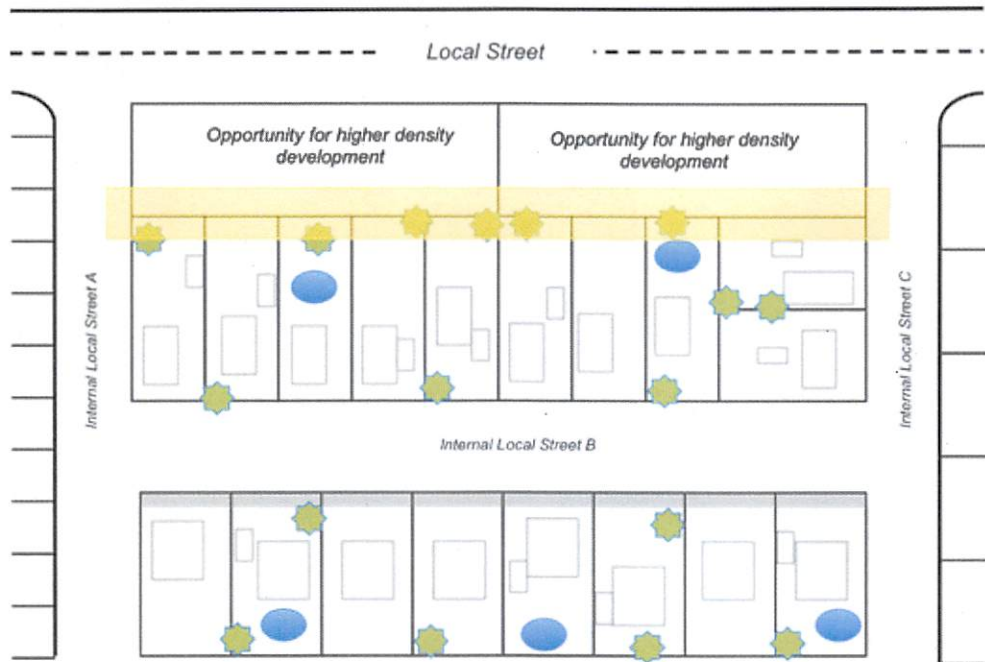 Local Street
Opportunity for higher density
development
Opportunity for higher density
development
Internal Local Street A
Internal Local Street C
Internal Local Street B